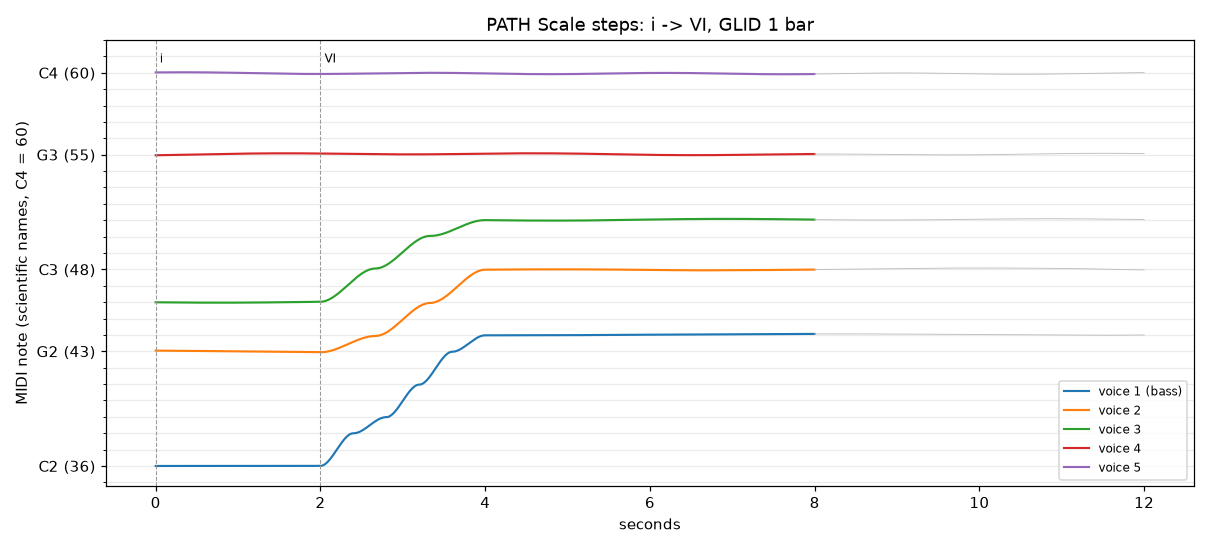 PATH Scale steps: i -> VI, GLID 1 bar
i
VI
C4 (60)
G3 (55)
C3 (48)
G2 (43)
C2 (36)
MIDI note (scientific names, C4 = 60)
voice 1 (bass)
voice 2
voice 3
voice 4
voice 5
0
2
4
6
8
10
12
seconds